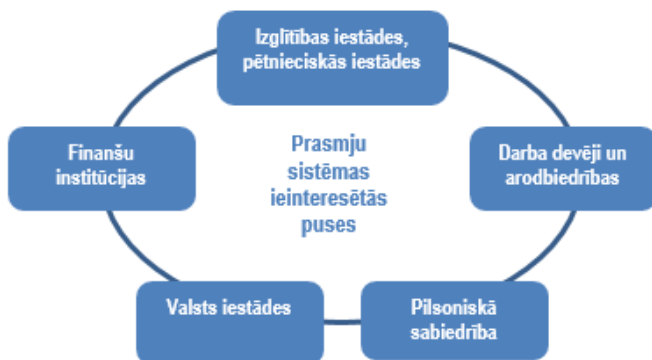 Izglītības iestādes,
pētnieciskās iestādes
Finanšu
institūcijas
Prasmju
sistēmas
ieinteresētās
puses
Darba devēji un
arodbiedrības
Valsts iestādes
Pilsoniskā
sabiedrība